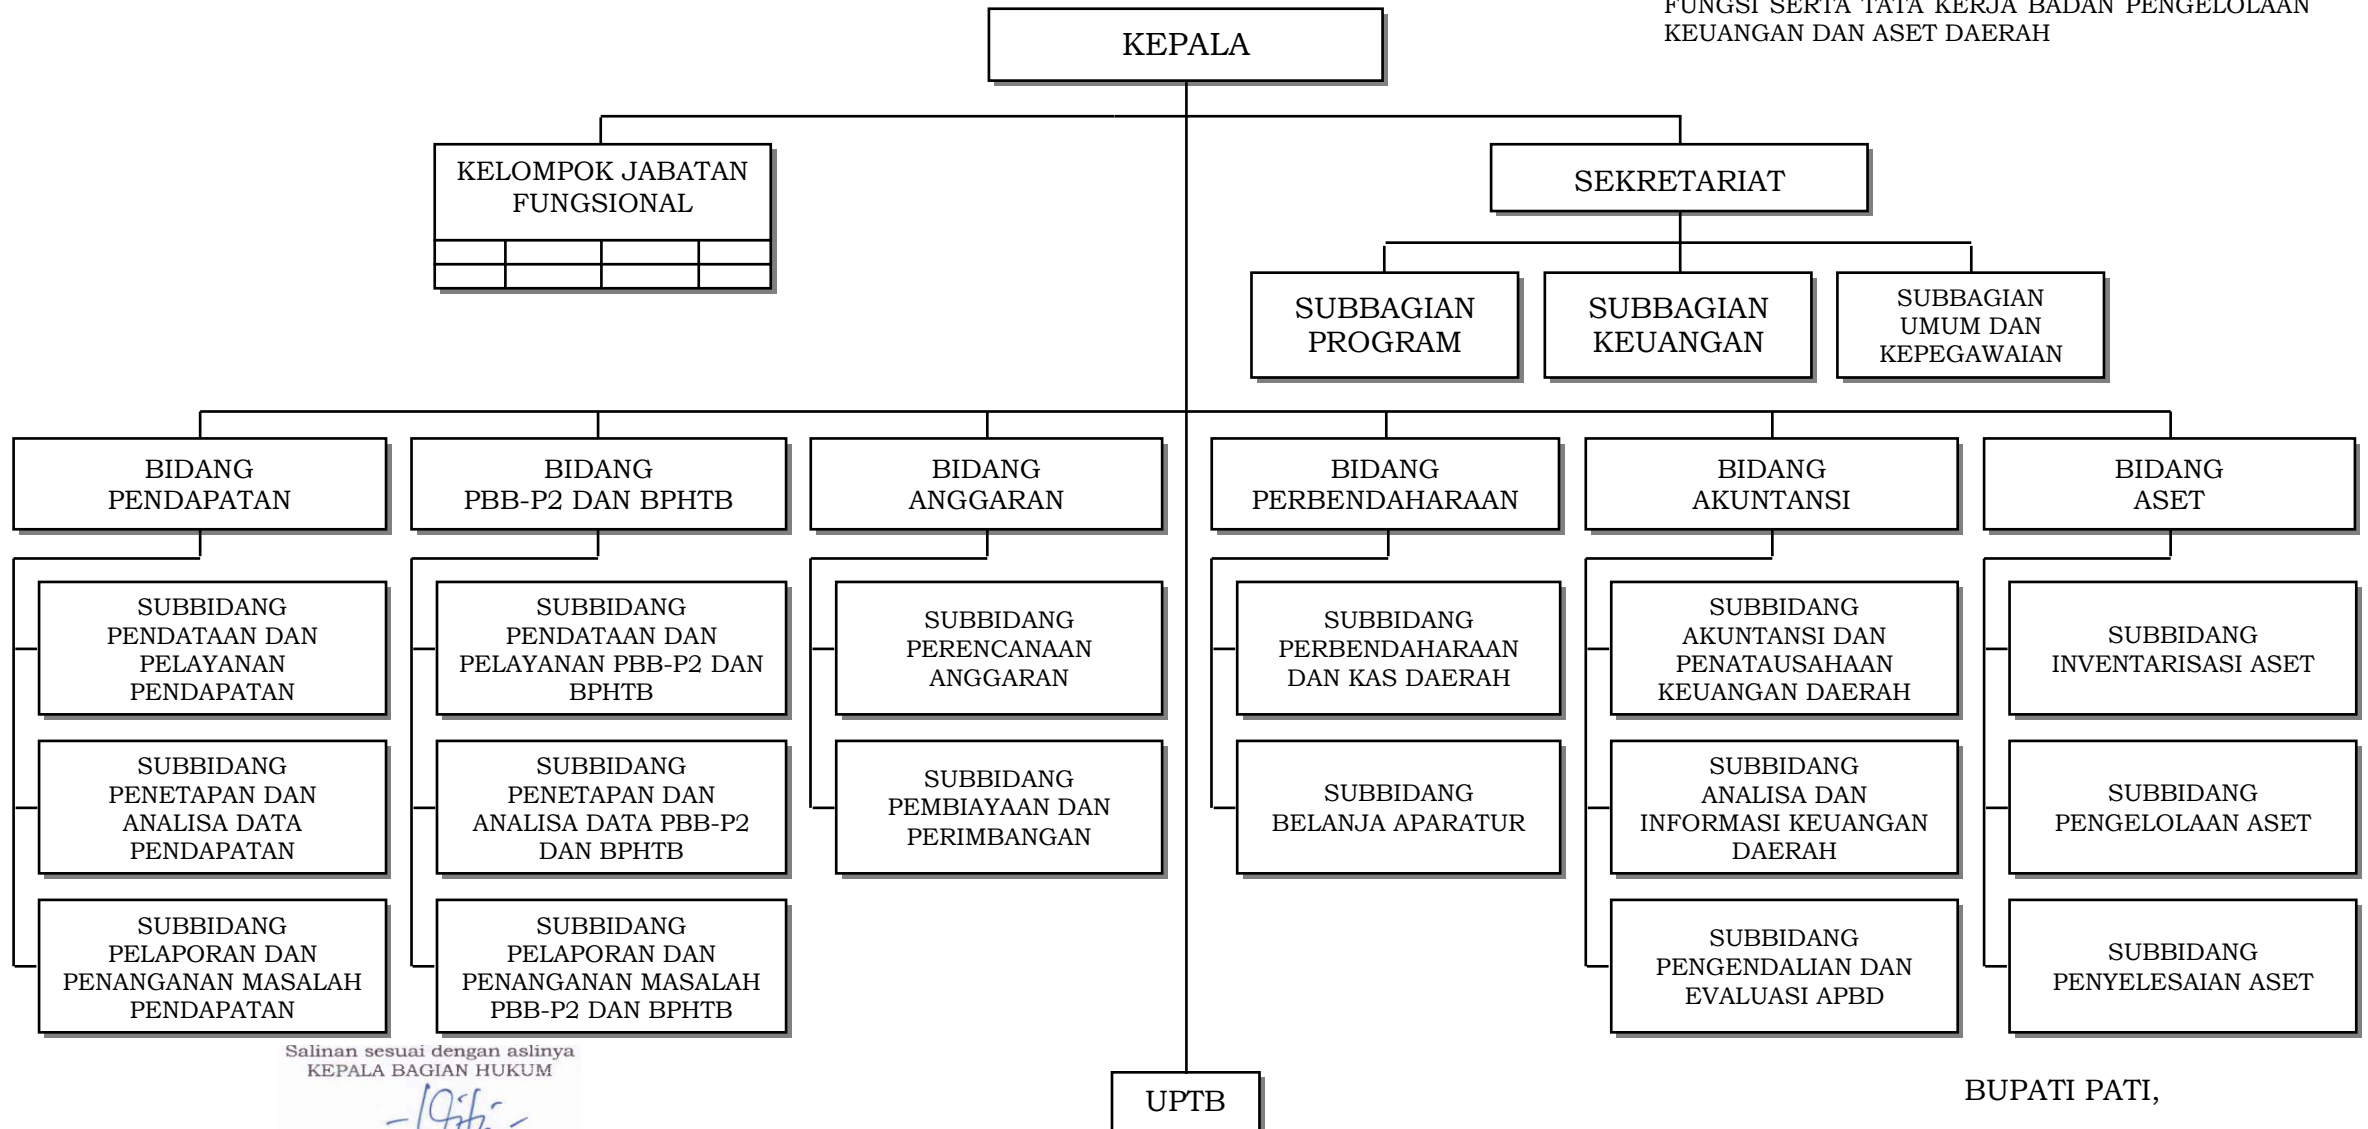 FUNGSI SERTA TATA KERJA BADAN PENGELOLAAN
KEUANGAN DAN ASET DAERAH
KEPALA
KELOMPOK JABATAN
FUNGSIONAL
SEKRETARIAT
SUBBAGIAN
PROGRAM
SUBBAGIAN
KEUANGAN
SUBBAGIAN
UMUM DAN
KEPEGAWAIAN
BIDANG
PENDAPATAN
BIDANG
PBB-P2 DAN BPHTB
BIDANG
ANGGARAN
BIDANG
PERBENDAHARAAN
BIDANG
AKUNTANSI
BIDANG
ASET
SUBBIDANG
PENDATAAN DAN
PELAYANAN
PENDAPATAN
SUBBIDANG
PENDATAAN DAN
PELAYANAN PBB-P2 DAN
BPHTB
SUBBIDANG
PERENCANAAN
ANGGARAN
SUBBIDANG
PERBENDAHARAAN
DAN KAS DAERAH
SUBBIDANG
AKUNTANSI DAN
PENATAUSAHAAN
KEUANGAN DAERAH
SUBBIDANG
INVENTARISASI ASET
SUBBIDANG
PENETAPAN DAN
ANALISA DATA
PENDAPATAN
SUBBIDANG
PENETAPAN DAN
ANALISA DATA PBB-P2
DAN BPHTB
SUBBIDANG
PEMBIAYAAN DAN
PERIMBANGAN
SUBBIDANG
BELANJA APARATUR
SUBBIDANG
ANALISA DAN
INFORMASI KEUANGAN
DAERAH
SUBBIDANG
PENGELOLAAN ASET
SUBBIDANG
PELAPORAN DAN
PENANGANAN MASALAH
PENDAPATAN
SUBBIDANG
PELAPORAN DAN
PENANGANAN MASALAH
PBB-P2 DAN BPHTB
SUBBIDANG
PENGENDALIAN DAN
EVALUASI APBD
SUBBIDANG
PENYELESAIAN ASET
Salinan sesuai dengan aslinya
KEPALA BAGIAN HUKUM
UPTB
BUPATI PATI,